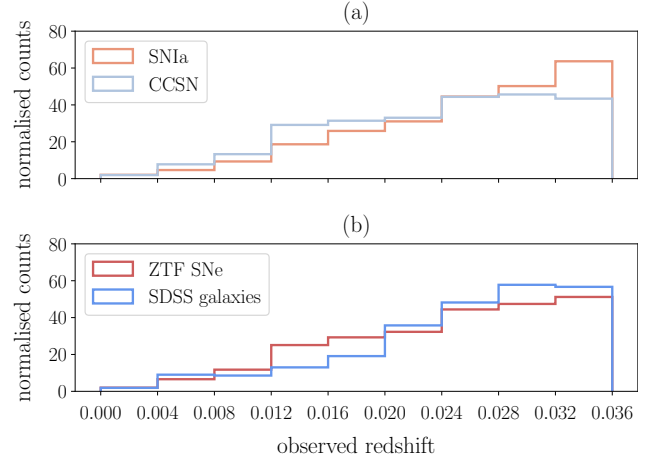 (a)
80
60
40
20
0
normalised counts
SNIa
CCSN
(b)
80
60
40
20
0
normalised counts
ZTF SNe
SDSS galaxies
0.000 0.004 0.008 0.012 0.016 0.020 0.024 0.028 0.032 0.036
observed redshift